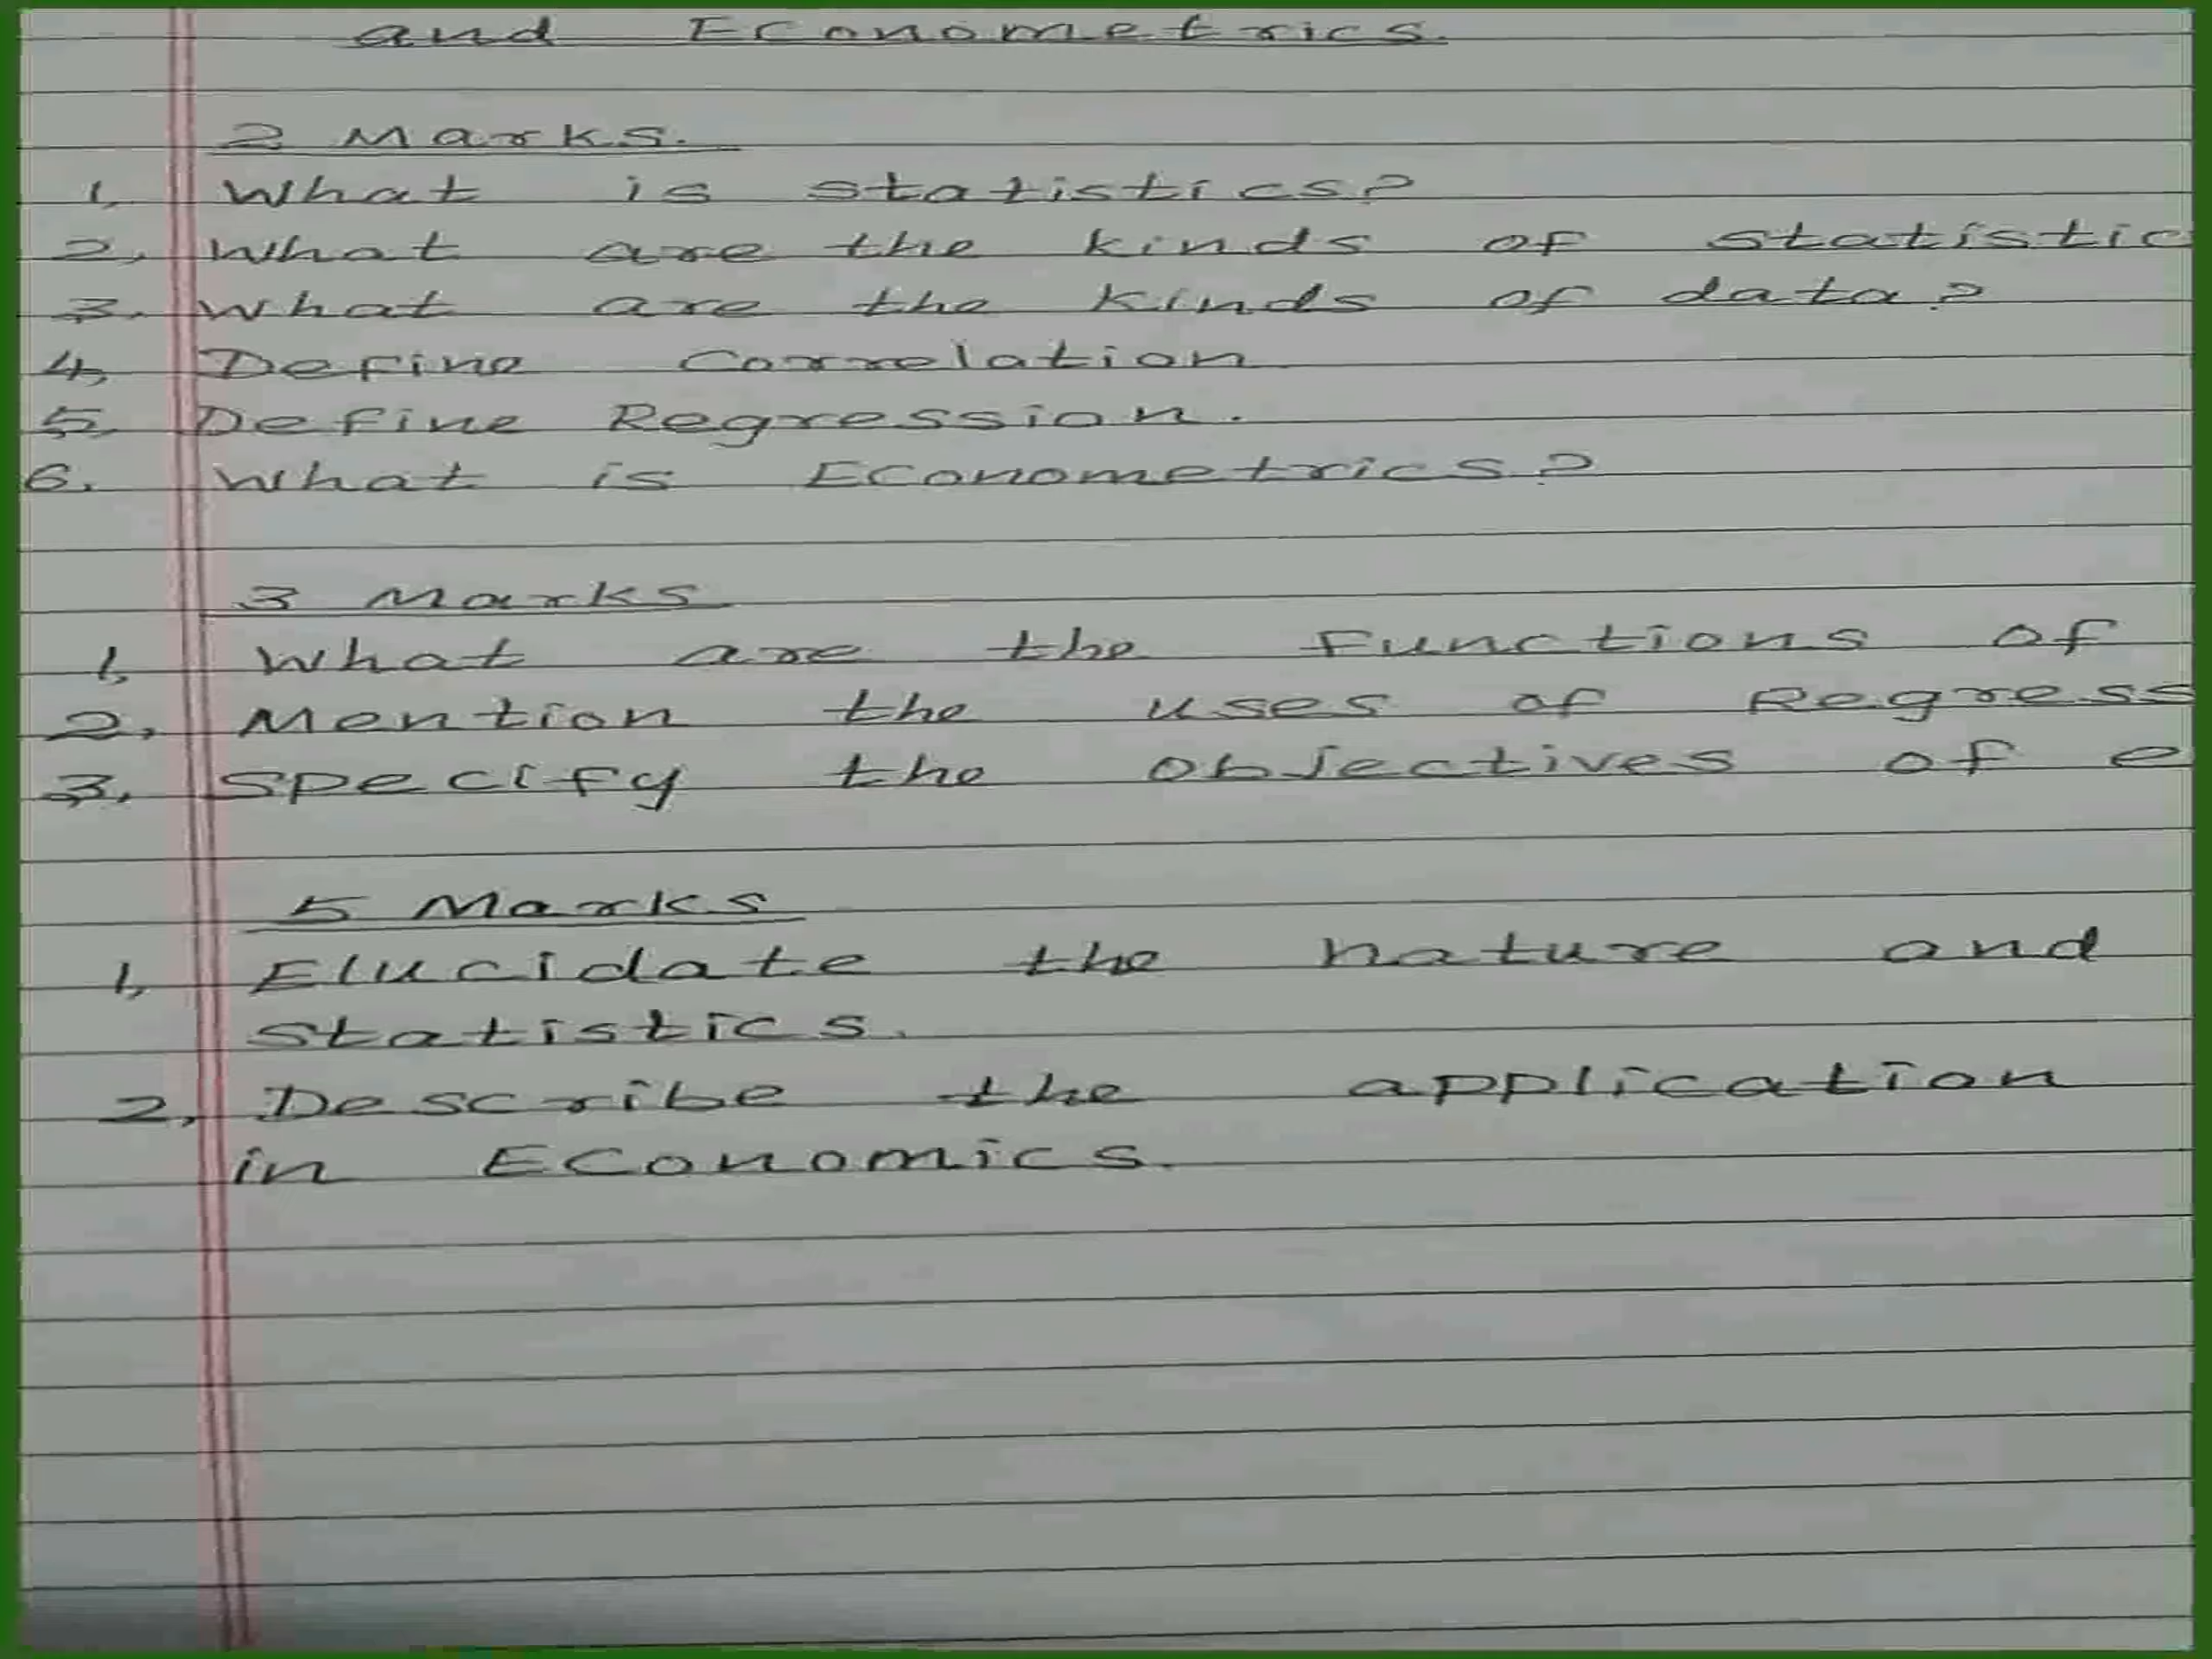 and Econometrics.
2 Marks.
1. What is statistics?
2. What are the kinds of statistic
3. What are the kinds of data?
4. Define Correlation
5. Define Regression.
6. What is Econometrics?
3 Marks
1. What are the Functions of
2. Mention the uses of Regress
3. Specify the objectives of e
5 Marks
1, Elucidate the nature and
Statistics.
2, Describe the application
in Economics.